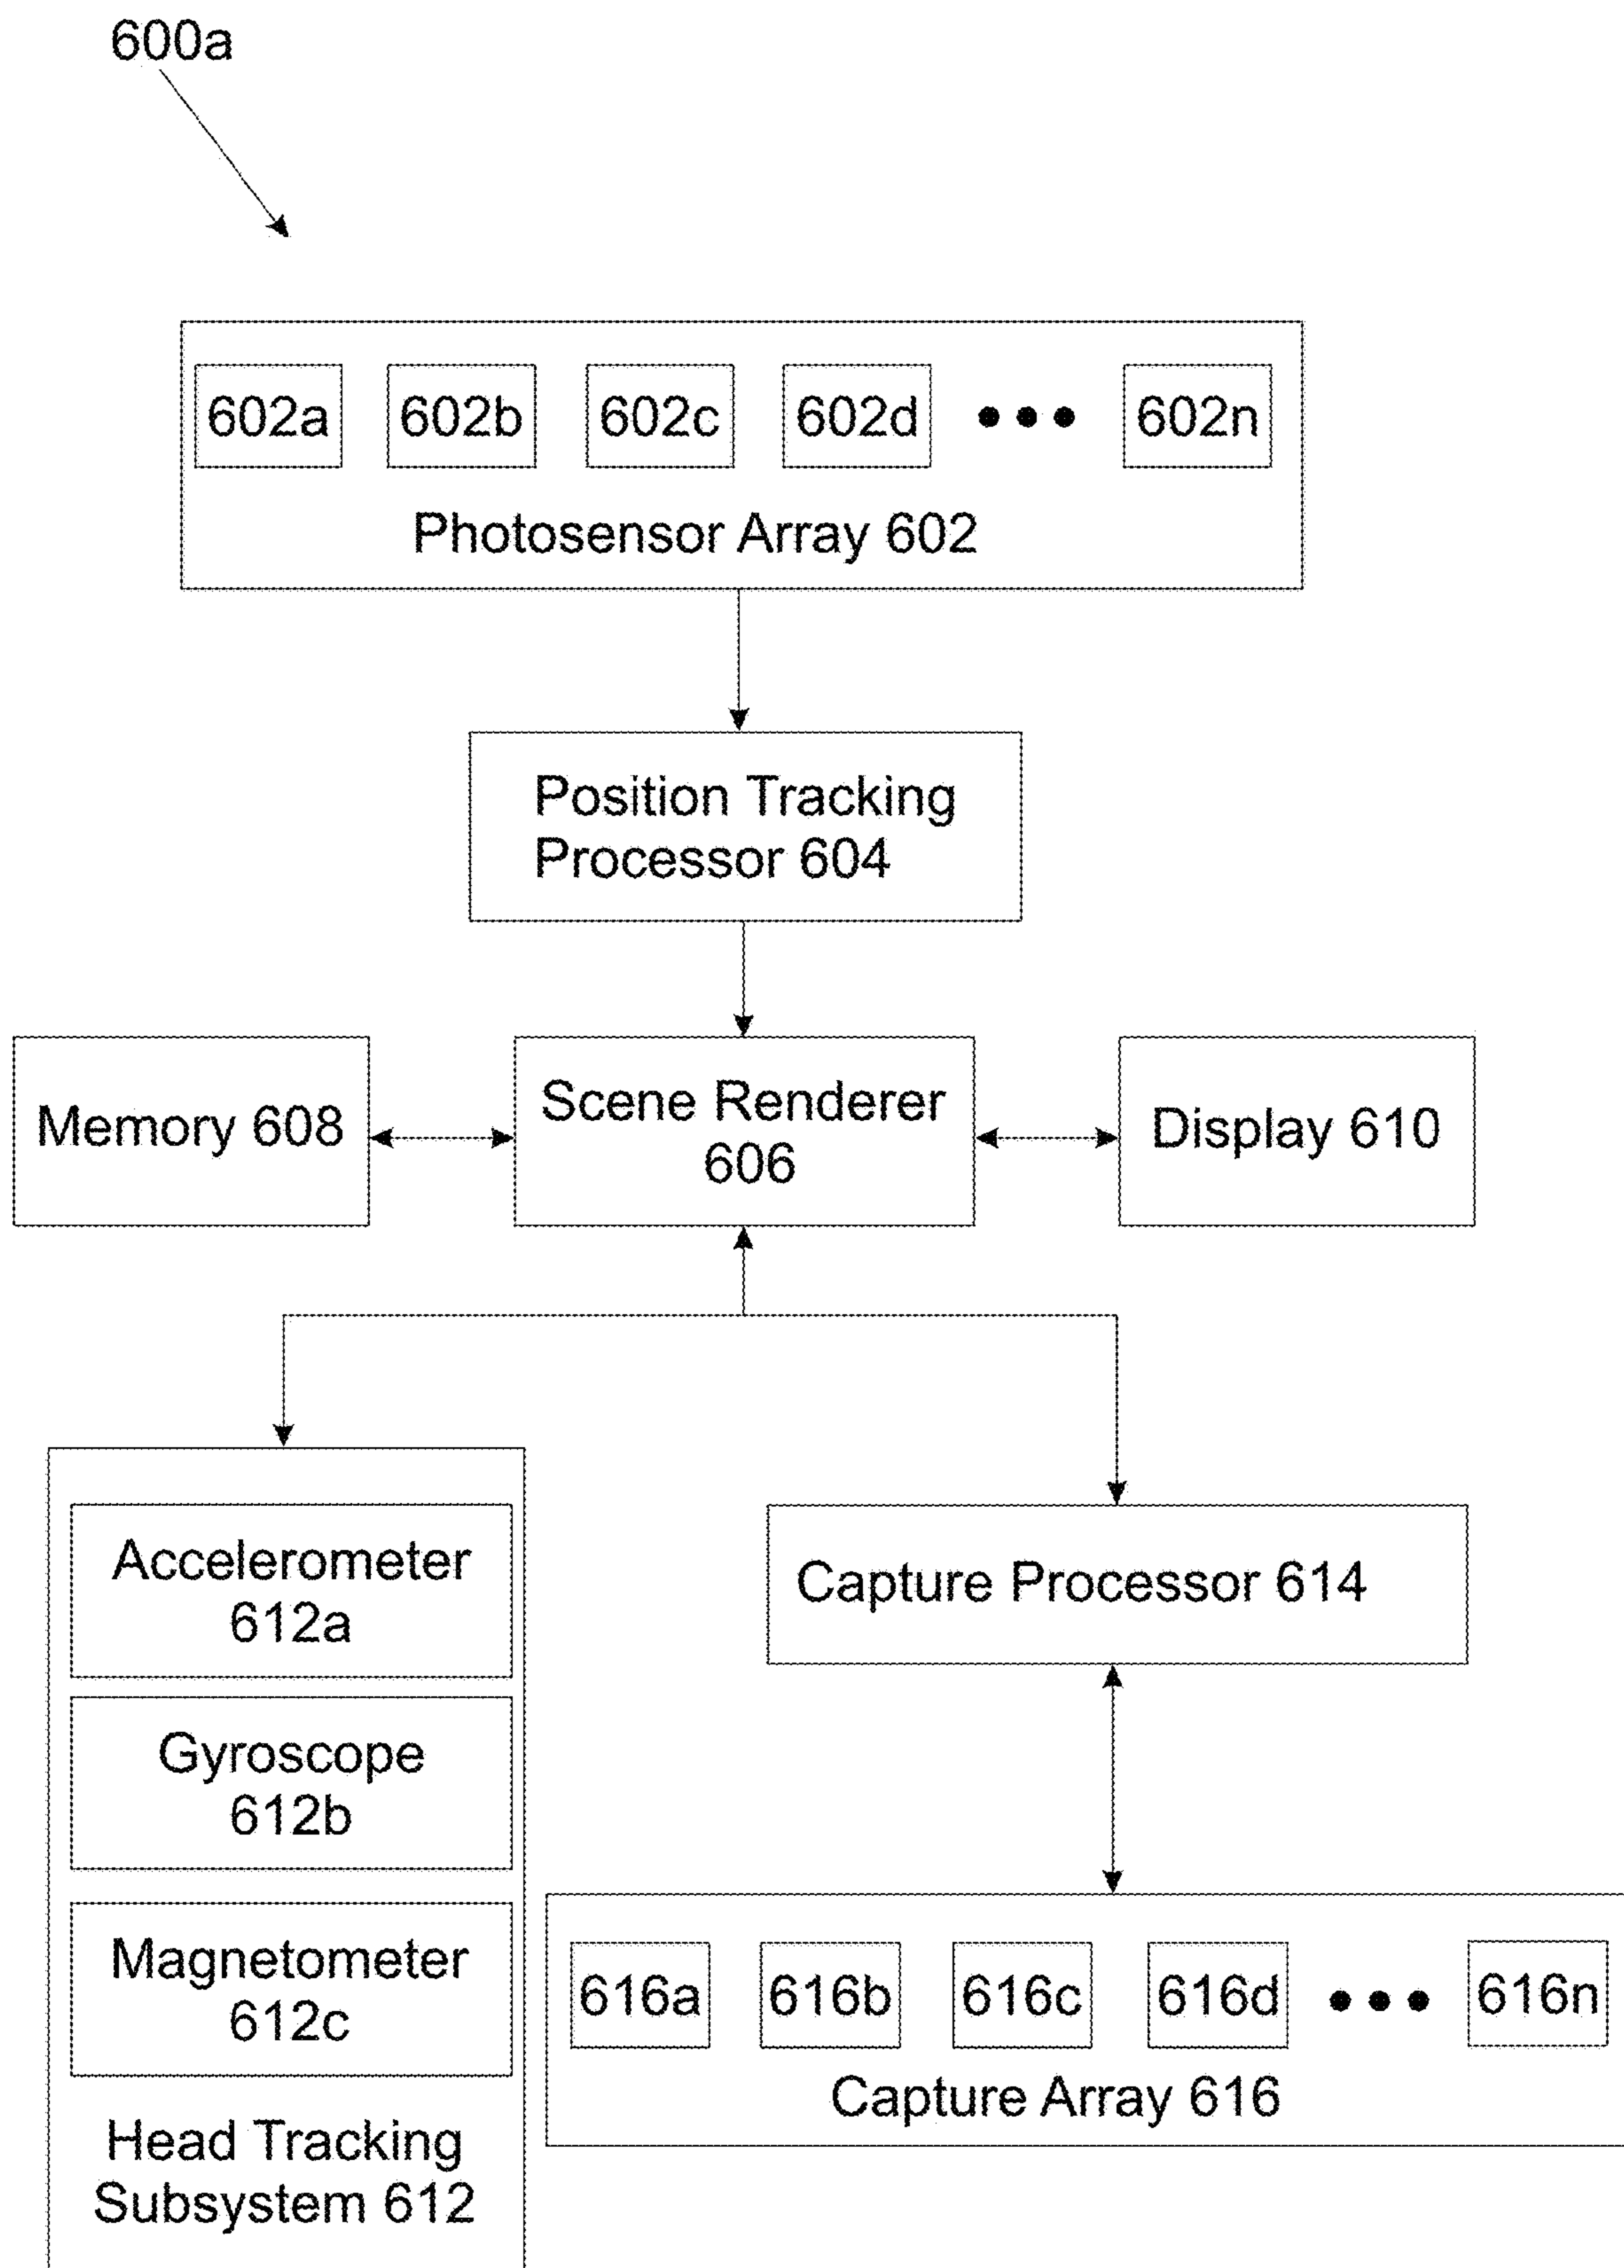 600a
602a 602b 602c 602d ••• 602n
Photosensor Array 602
Position Tracking
Processor 604
Memory 608
Scene Renderer
606
Display 610
Accelerometer
612a
Gyroscope
612b
Magnetometer
612c
Head Tracking
Subsystem 612
Capture Processor 614
616a 616b 616c 616d ••• 616n
Capture Array 616